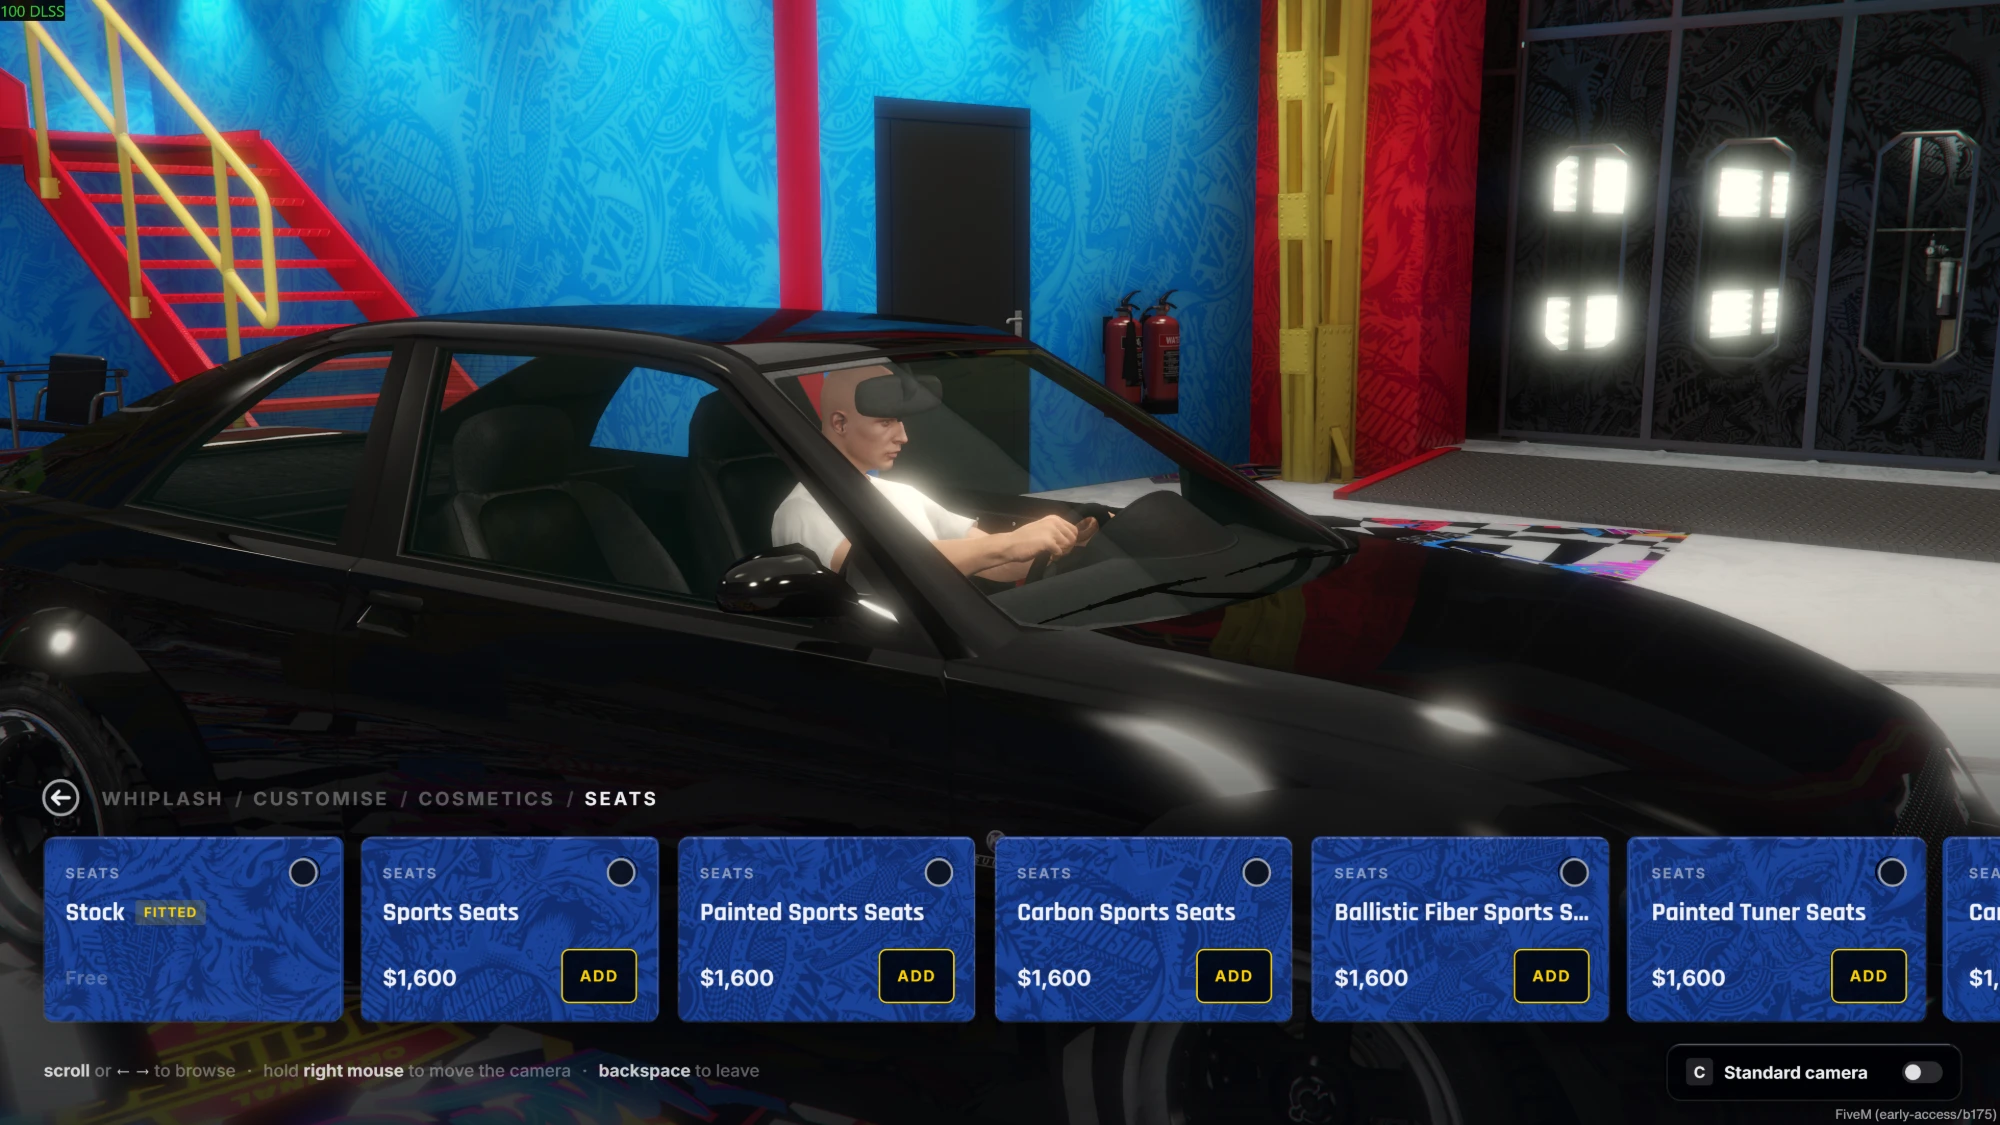 100 DLSS
WHIPLASH / CUSTOMISE / COSMETICS / SEATS
SEATS
Stock FITTED
Free
SEATS
Sports Seats
$1,600 ADD
SEATS
Painted Sports Seats
$1,600 ADD
SEATS
Carbon Sports Seats
$1,600 ADD
SEATS
Ballistic Fiber Sports S...
$1,600 ADD
SEATS
Painted Tuner Seats
$1,600 ADD
SEA
Ca
$1,
scroll or ← → to browse · hold right mouse to move the camera · backspace to leave
C Standard camera
FiveM (early-access/b175)